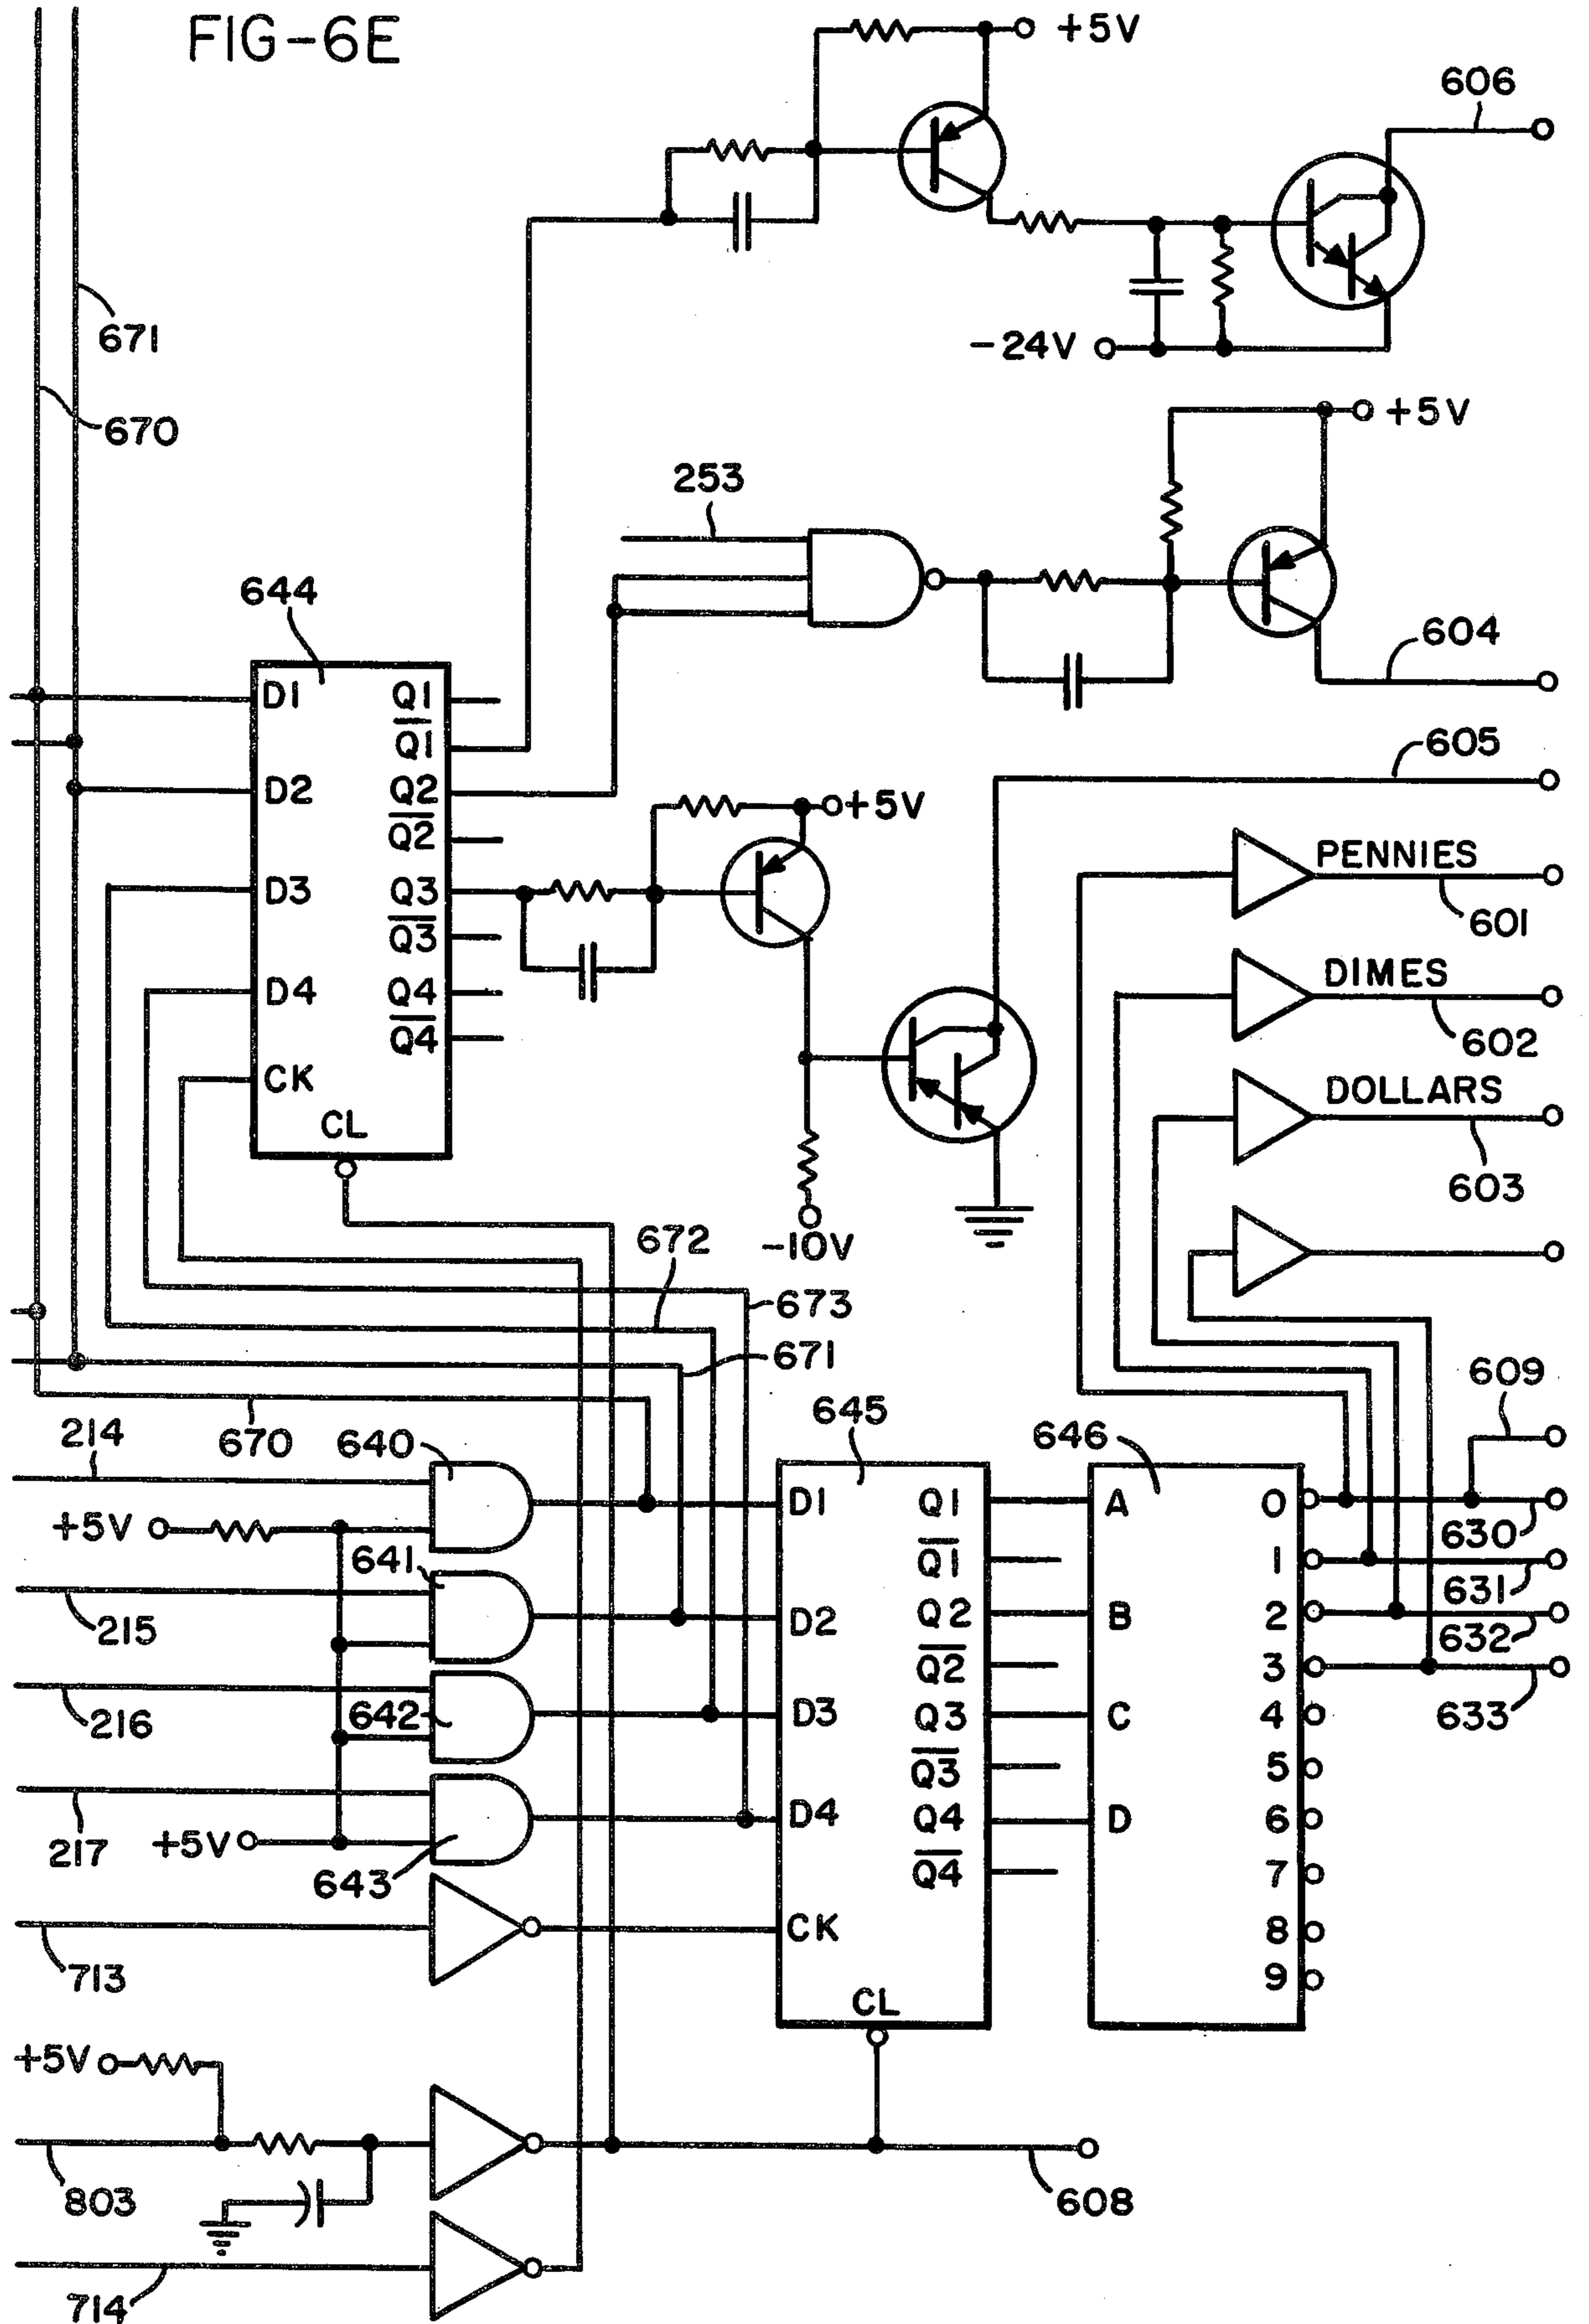 FIG-6E
+5V
606
671
-24V
670
+5V
253
644
604
D1
Q1
Q1
605
D2
Q2
+5V
Q2
PENNIES
D3
Q3
601
Q3
DIMES
D4
Q4
602
Q4
CK
DOLLARS
CL
603
672
-10V
673
671
609
645
214
670
640
646
D1
Q1
A
0
+5V
630
641
Q1
1
631
215
D2
Q2
B
2
632
Q2
3
216
642
D3
Q3
C
4
633
Q3
5
D4
Q4
D
6
217
+5V
643
Q4
7
CK
8
713
9
CL
+5V
803
608
714